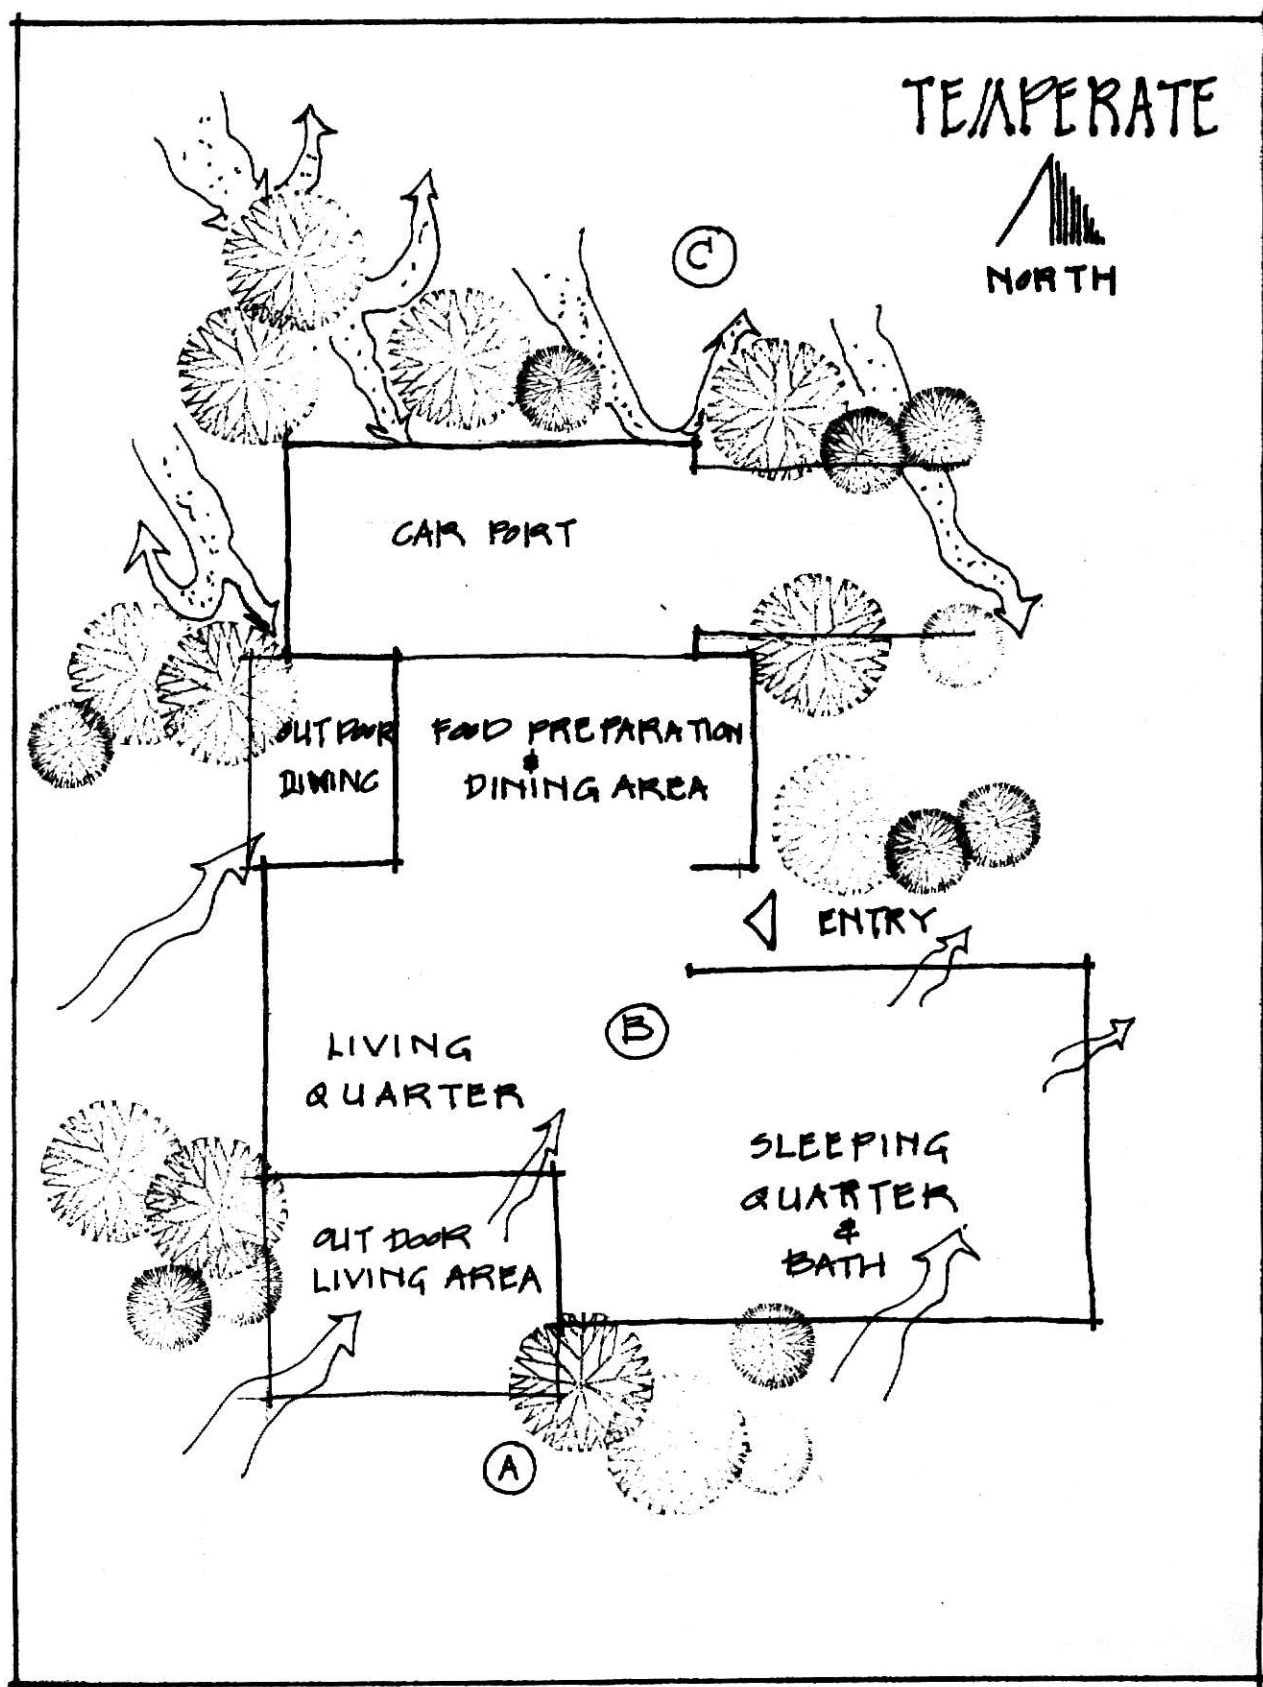 TEMPERATE
NORTH
C
CAR PORT
OUT DOOR
DINING
FOOD PREPARATION
&
DINING AREA
ENTRY
B
LIVING
QUARTER
SLEEPING
QUARTER
&
BATH
OUT DOOR
LIVING AREA
A